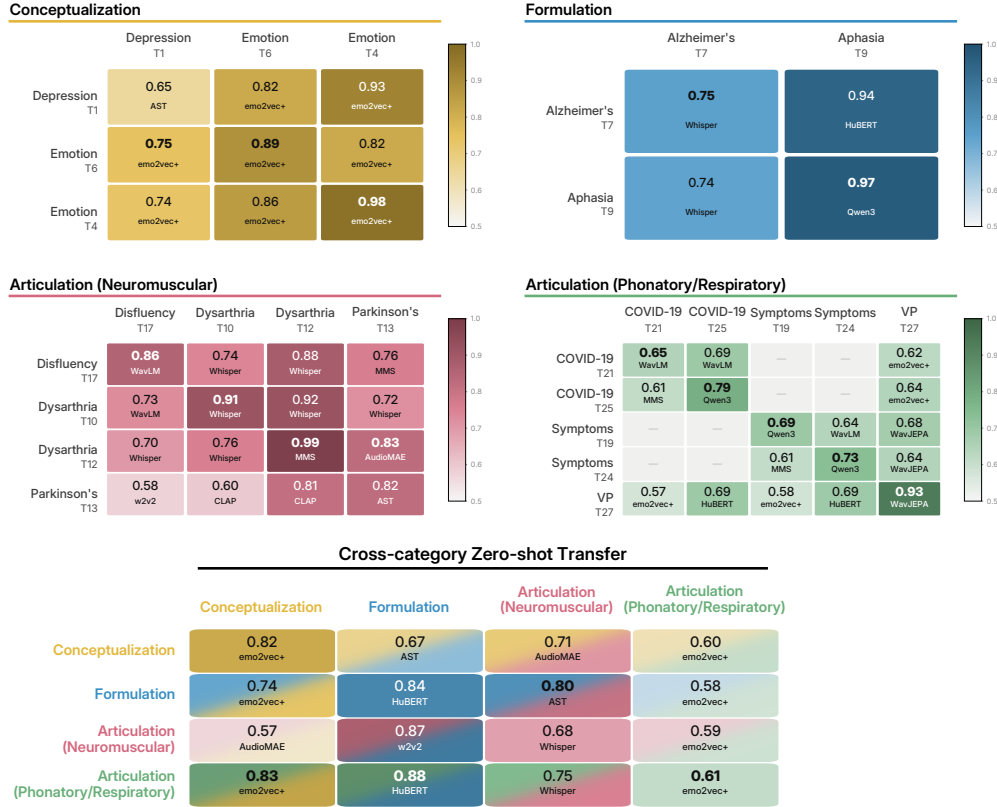 Conceptualization
Depression Emotion Emotion
T1 T6 T4
Depression 0.65 0.82 0.93
T1 AST emo2vec+ emo2vec+
Emotion 0.75 0.89 0.82
T6 emo2vec+ emo2vec+ emo2vec+
Emotion 0.74 0.86 0.98
T4 emo2vec+ emo2vec+ emo2vec+
1.0
0.9
0.8
0.7
0.6
0.5
Formulation
Alzheimer's Aphasia
T7 T9
Alzheimer's 0.75 0.94
T7 Whisper HuBERT
Aphasia 0.74 0.97
T9 Whisper Qwen3
1.0
0.9
0.8
0.7
0.6
0.5
Articulation (Neuromuscular)
Disfluency Dysarthria Dysarthria Parkinson's
T17 T10 T12 T13
Disfluency 0.86 0.74 0.88 0.76
T17 WavLM Whisper Whisper MMS
Dysarthria 0.73 0.91 0.92 0.72
T10 WavLM Whisper Whisper Whisper
Dysarthria 0.70 0.76 0.99 0.83
T12 Whisper Whisper MMS AudioMAE
Parkinson's 0.58 0.60 0.81 0.82
T13 w2v2 CLAP CLAP AST
1.0
0.9
0.8
0.7
0.6
0.5
Articulation (Phonatory/Respiratory)
COVID-19 COVID-19 Symptoms Symptoms VP
T21 T25 T19 T24 T27
COVID-19 0.65 0.69 — — 0.62
T21 WavLM WavLM emo2vec+
COVID-19 0.61 0.79 — — 0.64
T25 MMS Qwen3 emo2vec+
Symptoms — — 0.69 0.64 0.68
T19 Qwen3 WavLM WavJEPA
Symptoms — — 0.61 0.73 0.64
T24 MMS Qwen3 WavJEPA
VP 0.57 0.69 0.58 0.69 0.93
T27 emo2vec+ HuBERT emo2vec+ HuBERT WavJEPA
1.0
0.9
0.8
0.7
0.6
0.5
Cross-category Zero-shot Transfer
Conceptualization Formulation Articulation (Neuromuscular) Articulation (Phonatory/Respiratory)
Conceptualization 0.82 0.67 0.71 0.60
emo2vec+ AST AudioMAE emo2vec+
Formulation 0.74 0.84 0.80 0.58
emo2vec+ HuBERT AST emo2vec+
Articulation 0.57 0.87 0.68 0.59
(Neuromuscular) AudioMAE w2v2 Whisper emo2vec+
Articulation 0.83 0.88 0.75 0.61
(Phonatory/Respiratory) emo2vec+ HuBERT Whisper emo2vec+